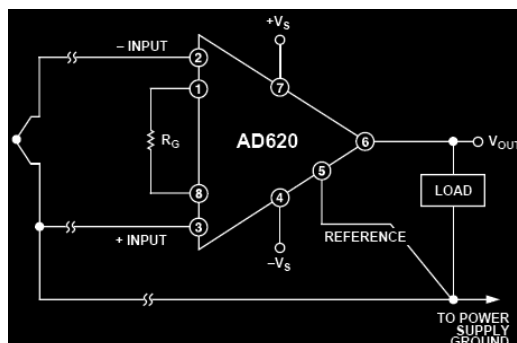 +VS
– INPUT
2
1
7
RG
AD620
6
VOUT
5
8
4
LOAD
3
+ INPUT
REFERENCE
–VS
TO POWER
SUPPLY
GROUND